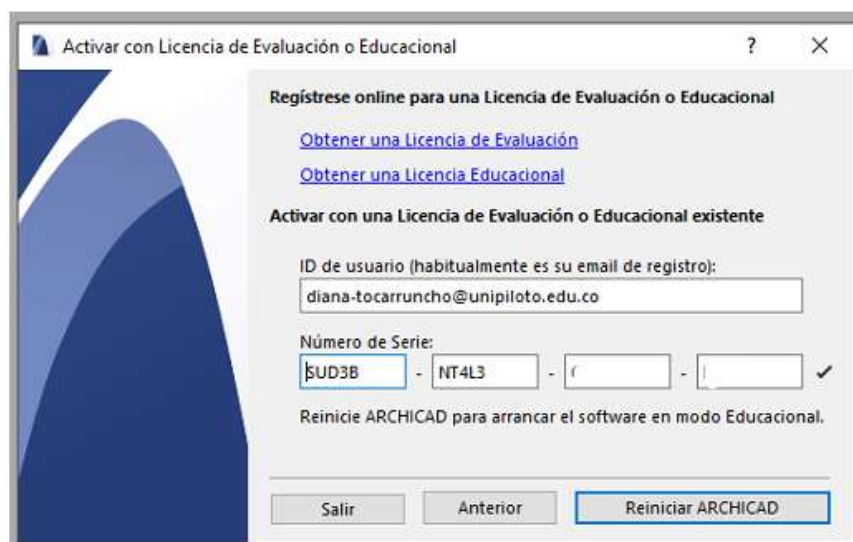 Activar con Licencia de Evaluación o Educacional ?
Regístrese online para una Licencia de Evaluación o Educacional
Obtener una Licencia de Evaluación
Obtener una Licencia Educacional
Activar con una Licencia de Evaluación o Educacional existente
ID de usuario (habitualmente es su email de registro):
diana-tocarruncho@unipiloto.edu.co
Número de Serie:
SUD3B - NT4L3 - -
Reinicie ARCHICAD para arrancar el software en modo Educacional.
Salir Anterior Reiniciar ARCHICAD